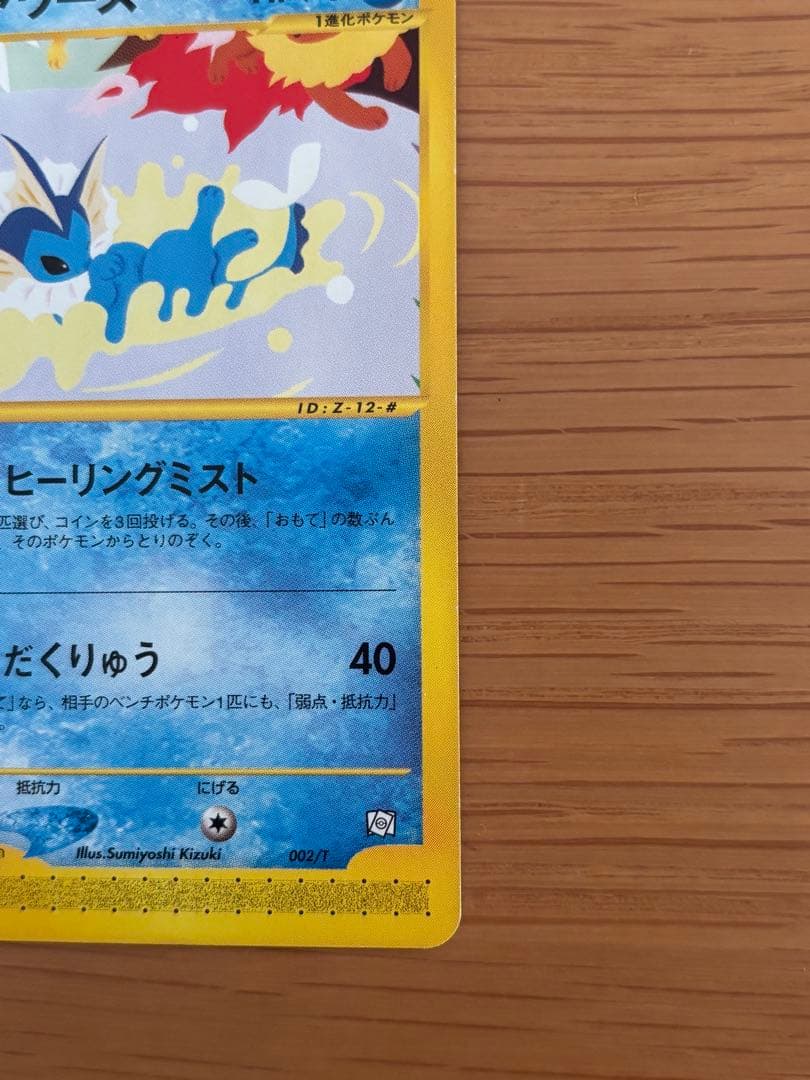 1進化ポケモン
ID:Z-12-#
ヒーリングミスト
匹選び、コインを3回投げる。その後、「おもて」の数ぶん
、そのポケモンからとりのぞく。
だくりゅう 40
」なら、相手のベンチポケモン1匹にも、「弱点・抵抗力」
。
抵抗力 にげる
Illus.Sumiyoshi Kizuki 002/T